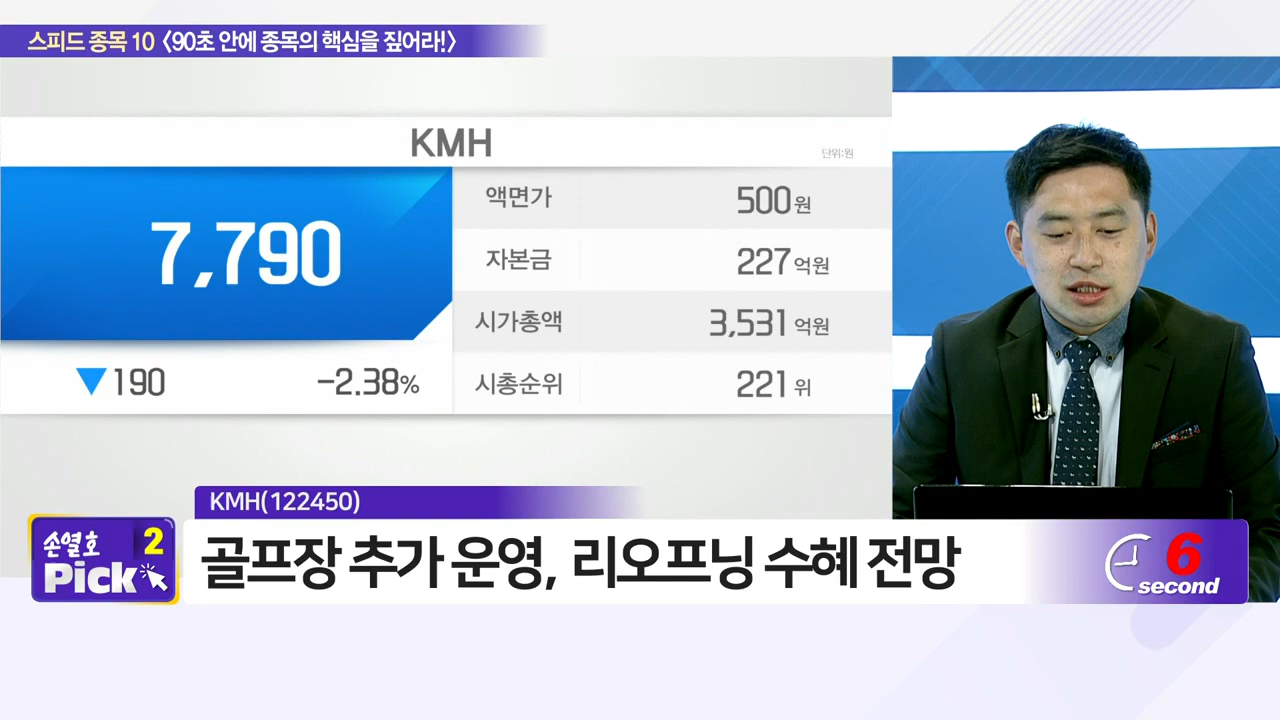 스피드 종목 10 <90초 안에 종목의 핵심을 짚어라!>
KMH
단위:원
7,790
▼190 -2.38%
액면가 500원
자본금 227억원
시가총액 3,531억원
시총순위 221위
KMH(122450)
손열호 2
Pick
골프장 추가 운영, 리오프닝 수혜 전망
6
second